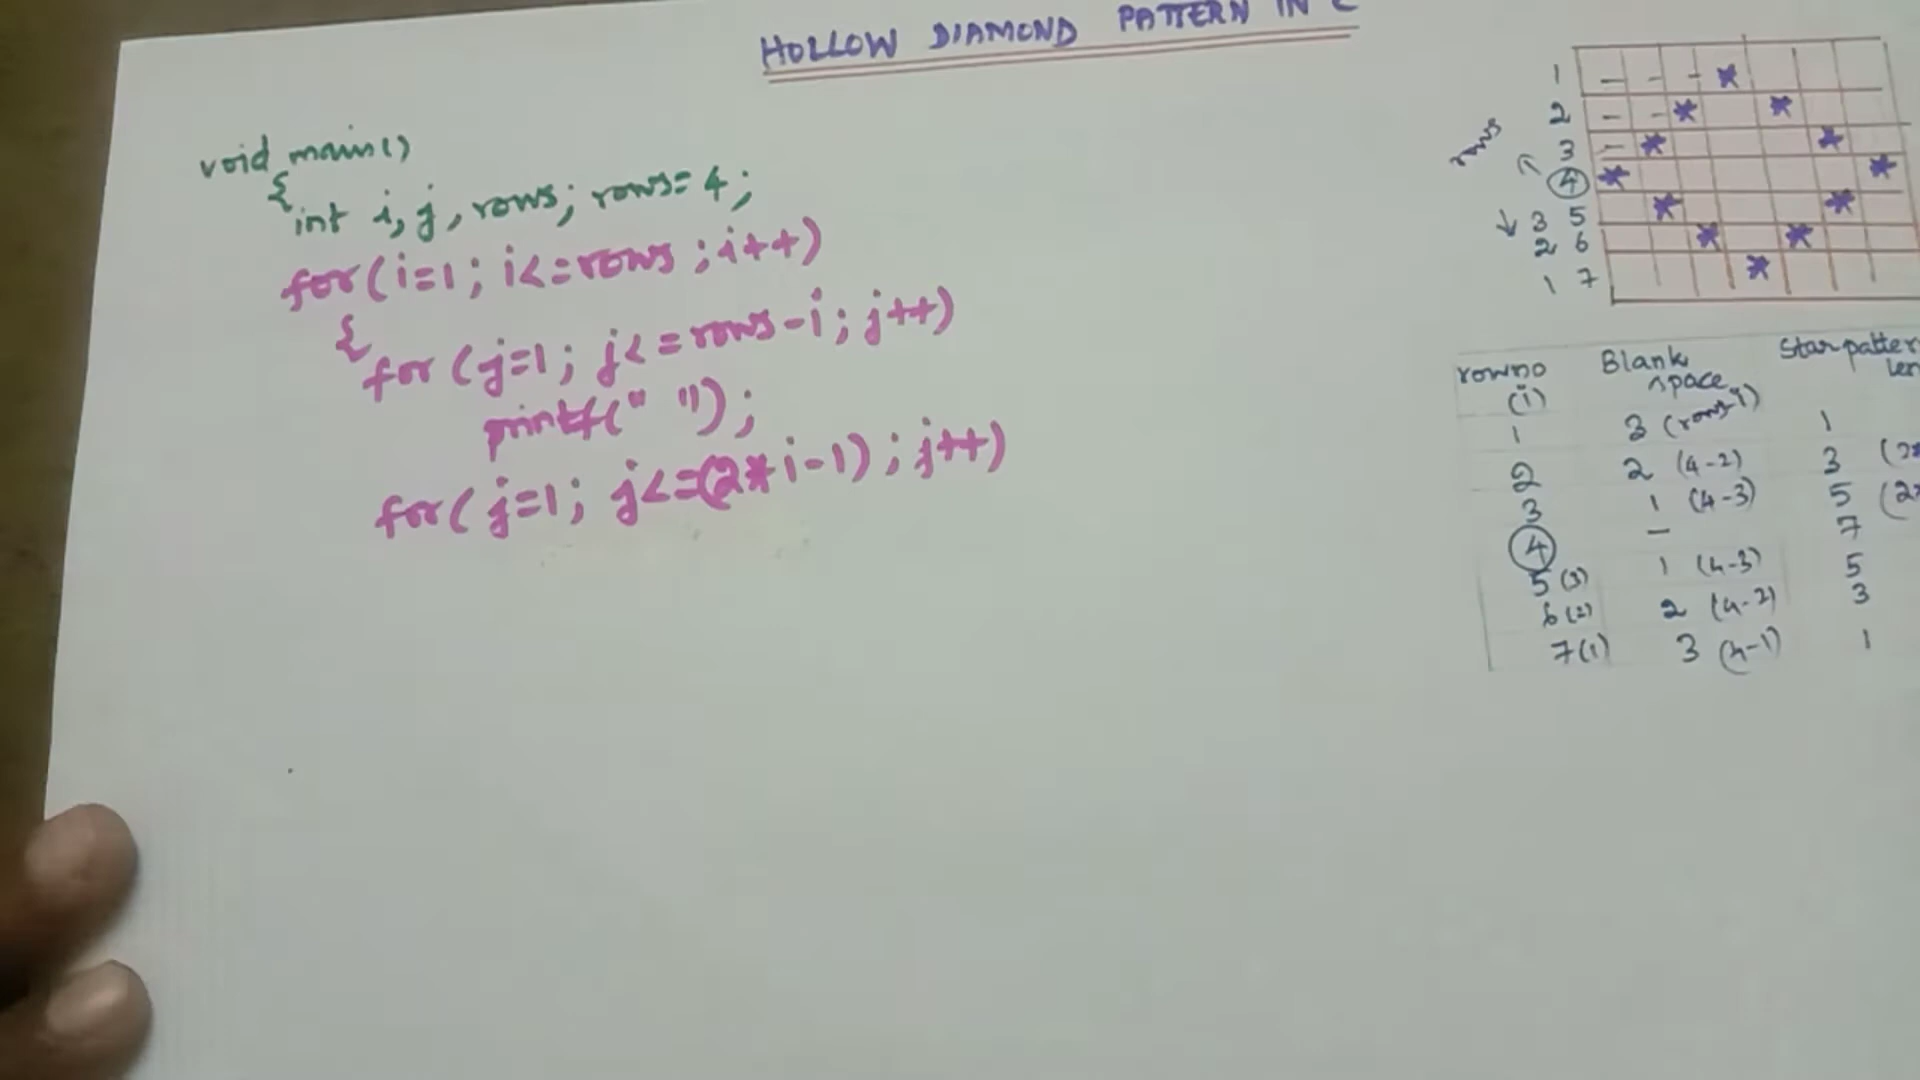 HOLLOW DIAMOND PATTERN IN C
void main()
{
int i, j, rows; rows=4;
for(i=1; i<=rows; i++)
{
for (j=1; j<=rows-i; j++)
printf(" ");
for(j=1; j<=(2*i-1); j++)
rows
1 - - - *
2 - - * *
3 - * *
4 * *
3 5 * *
2 6 * *
1 7 *
rowno (i) Blank space Star patter
1 3 (rows-1) 1
2 2 (4-2) 3
3 1 (4-3) 5 (2*
4 - 7
5 (3) 1 (4-3) 5
6 (2) 2 (4-2) 3
7 (1) 3 (4-1) 1